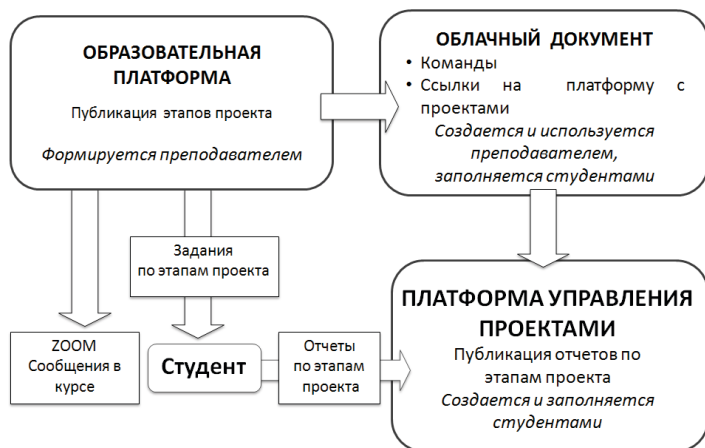 ОБРАЗОВАТЕЛЬНАЯ
ПЛАТФОРМА
Публикация этапов проекта
Формируется преподавателем
ОБЛАЧНЫЙ ДОКУМЕНТ
• Команды
• Ссылки на платформу с
проектами
Создается и используется
преподавателем,
заполняется студентами
Задания
по этапам проекта
ZOOM
Сообщения в
курсе
Студент
Отчеты
по этапам
проекта
ПЛАТФОРМА УПРАВЛЕНИЯ
ПРОЕКТАМИ
Публикация отчетов по
этапам проекта
Создается и заполняется
студентами